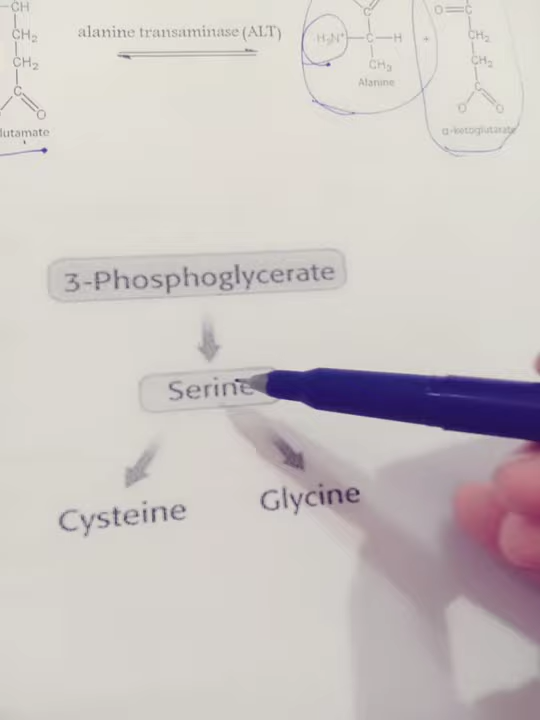 CH
CH₂
CH₂
C
O
lutamate
alanine transaminase (ALT)
H₃N⁺ C H
CH₃
Alanine
+
O C
CH₂
CH₂
C
O O
α-ketoglutarate
3-Phosphoglycerate
Serine
Cysteine
Glycine